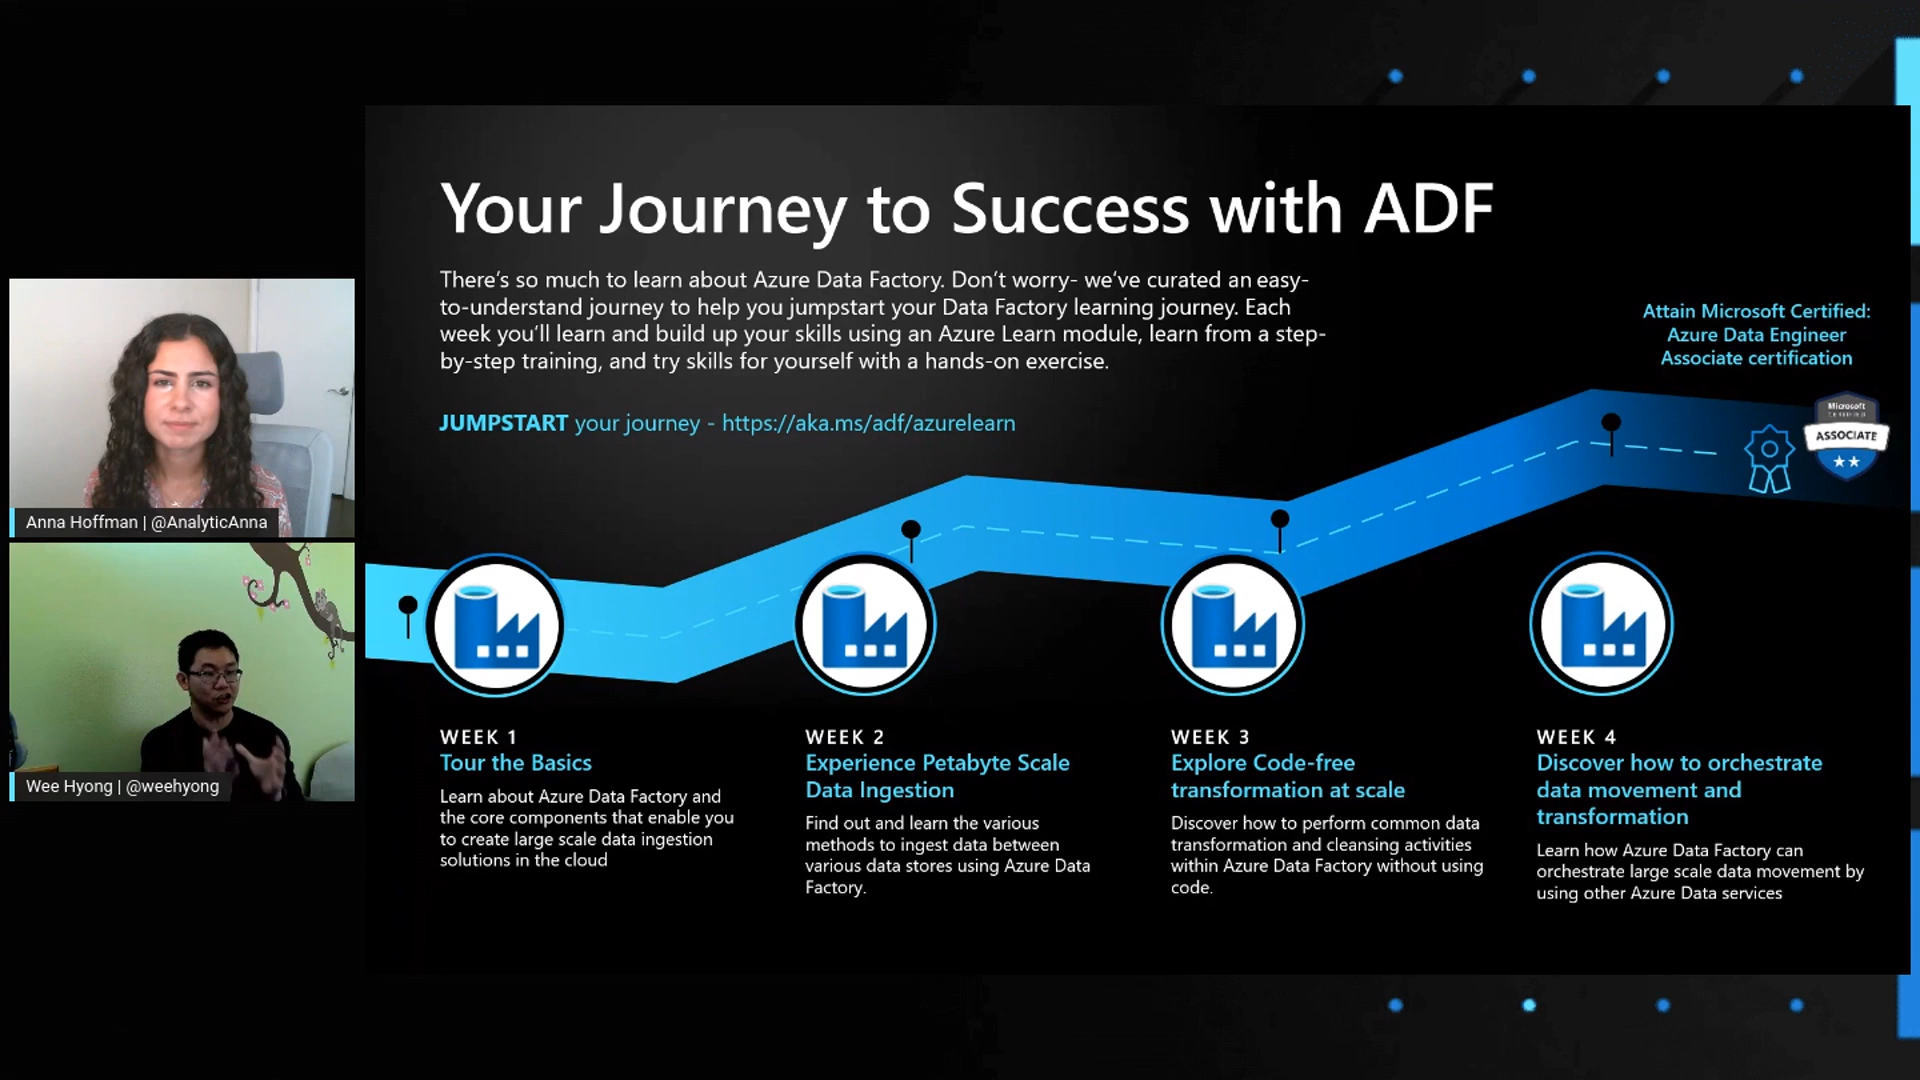 Your Journey to Success with ADF
There's so much to learn about Azure Data Factory. Don't worry- we've curated an easy-
to-understand journey to help you jumpstart your Data Factory learning journey. Each
week you'll learn and build up your skills using an Azure Learn module, learn from a step-
by-step training, and try skills for yourself with a hands-on exercise.
JUMPSTART your journey - https://aka.ms/adf/azurelearn
Attain Microsoft Certified:
Azure Data Engineer
Associate certification
Microsoft
CERTIFIED
ASSOCIATE
Anna Hoffman | @AnalyticAnna
Wee Hyong | @weehyong
WEEK 1
Tour the Basics
Learn about Azure Data Factory and
the core components that enable you
to create large scale data ingestion
solutions in the cloud
WEEK 2
Experience Petabyte Scale
Data Ingestion
Find out and learn the various
methods to ingest data between
various data stores using Azure Data
Factory.
WEEK 3
Explore Code-free
transformation at scale
Discover how to perform common data
transformation and cleansing activities
within Azure Data Factory without using
code.
WEEK 4
Discover how to orchestrate
data movement and
transformation
Learn how Azure Data Factory can
orchestrate large scale data movement by
using other Azure Data services